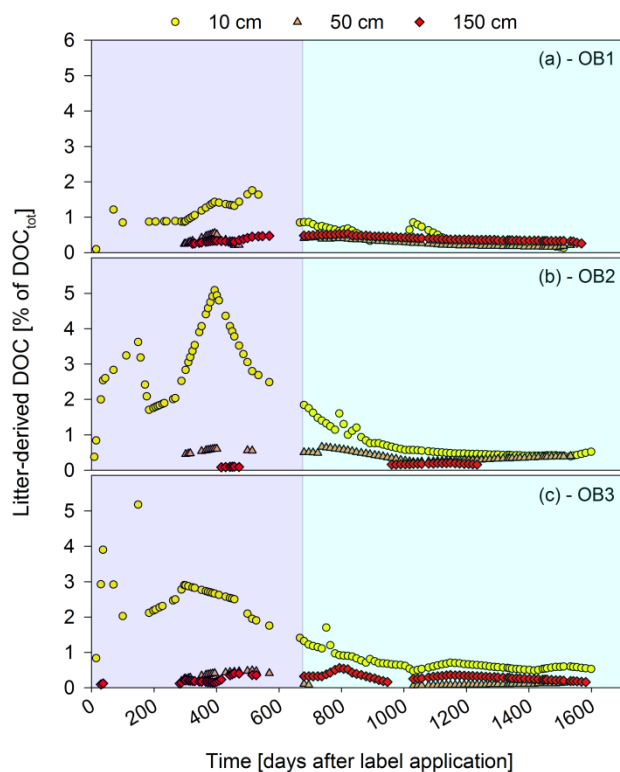 10 cm 50 cm 150 cm
(a) - OB1
6
5
4
3
2
1
0
(b) - OB2
5
4
3
2
1
0
(c) - OB3
5
4
3
2
1
0
Litter-derived DOC [% of DOCtot]
0 200 400 600 800 1000 1200 1400 1600
Time [days after label application]